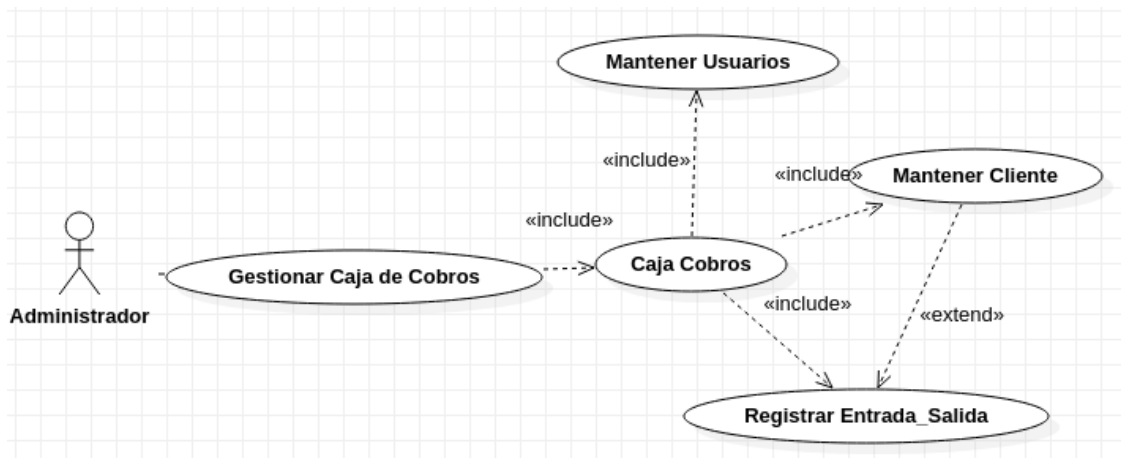 Mantener Usuarios
«include»
«include»
Mantener Cliente
«include»
Caja Cobros
Gestionar Caja de Cobros
Administrador
«include»
«extend»
Registrar Entrada_Salida